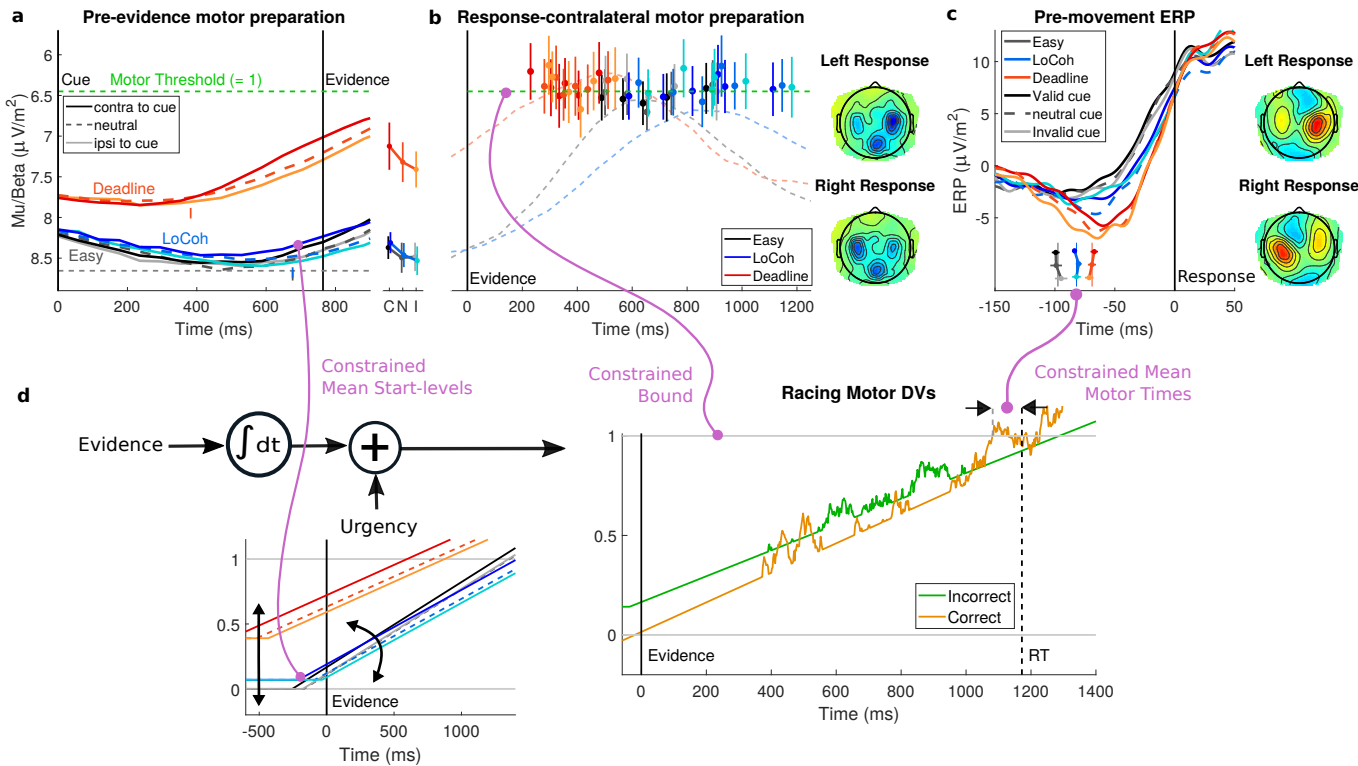 a
Pre-evidence motor preparation
Mu/Beta (μ V/m²)
6
6.5
7
7.5
8
8.5
Cue
Motor Threshold (= 1)
Evidence
contra to cue
neutral
ipsi to cue
Deadline
LoCoh
Easy
0
200
400
600
800
C
N
I
Time (ms)
b
Response-contralateral motor preparation
Evidence
Easy
LoCoh
Deadline
0
200
400
600
800
1000
1200
Time (ms)
Left Response
Right Response
c
Pre-movement ERP
ERP (μ V/m²)
10
5
0
-5
Easy
LoCoh
Deadline
Valid cue
neutral cue
Invalid cue
Response
-150
-100
-50
0
50
Time (ms)
Left Response
Right Response
Constrained
Mean Start-levels
Constrained
Bound
Constrained Mean
Motor Times
d
Evidence
∫ dt
+
Urgency
1
0.5
0
Evidence
-500
0
500
1000
Time (ms)
Racing Motor DVs
1
0.5
0
Incorrect
Correct
Evidence
RT
0
200
400
600
800
1000
1200
1400
Time (ms)